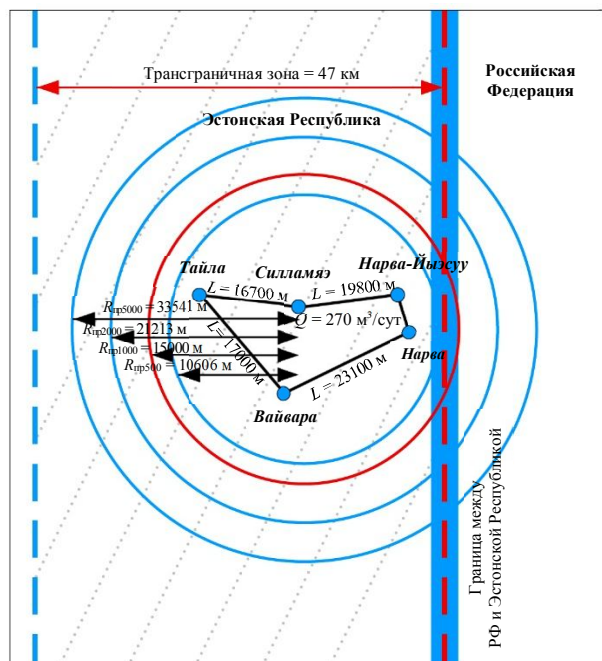 Трансграничная зона = 47 км
Российская
Федерация
Эстонская Республика
Тайла
Силламяэ
Нарва-Йыэсуу
L = 16700 м
L = 19800 м
Rпр5000 = 33541 м
Q = 270 м³/сут
Rпр2000 = 21213 м
Rпр1000 = 15000 м
Rпр500 = 10606 м
L = 17000 м
Нарва
L = 23100 м
Вайвара
Граница между
РФ и Эстонской Республикой